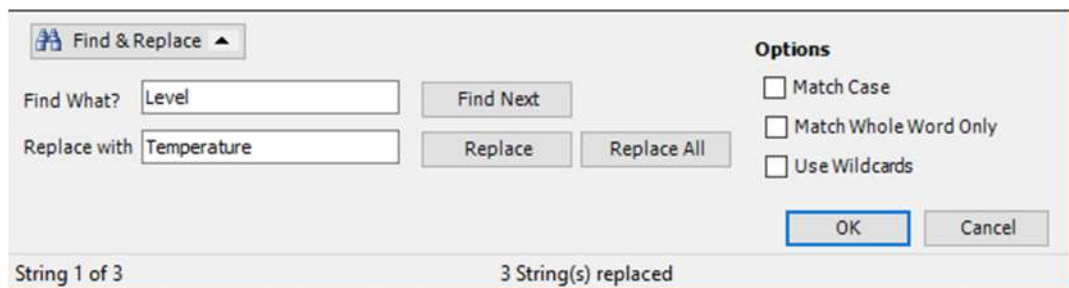 Find & Replace
Options
Find What? Level Find Next
Match Case
Replace with Temperature Replace Replace All
Match Whole Word Only
Use Wildcards
OK Cancel
String 1 of 3 3 String(s) replaced